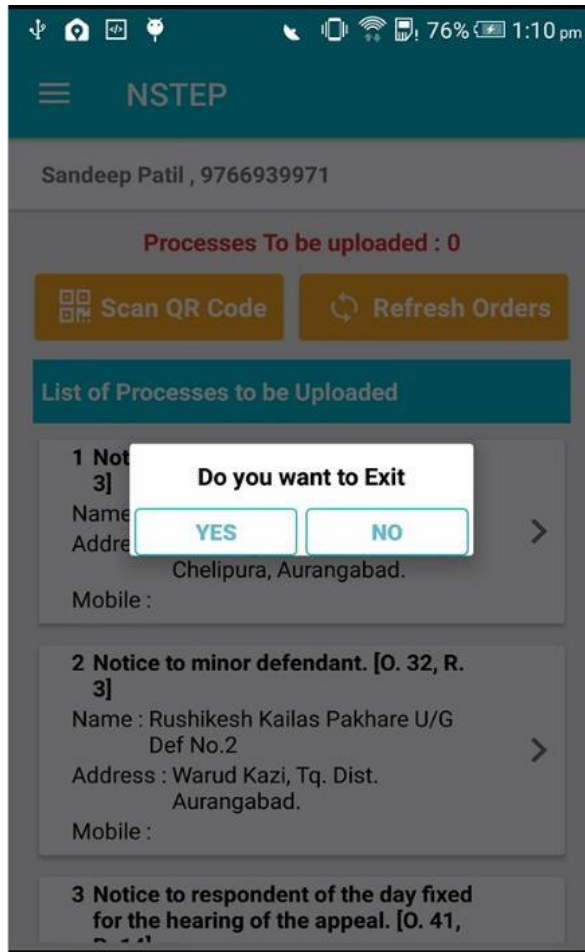 76% 1:10 pm
NSTEP
Sandeep Patil , 9766939971
Processes To be uploaded : 0
Scan QR Code
Refresh Orders
List of Processes to be Uploaded
1 Not
3]
Name
Addre
Do you want to Exit
YES
NO
Chelipura, Aurangabad.
Mobile :
2 Notice to minor defendant. [O. 32, R.
3]
Name : Rushikesh Kailas Pakhare U/G
Def No.2
Address : Warud Kazi, Tq. Dist.
Aurangabad.
Mobile :
3 Notice to respondent of the day fixed
for the hearing of the appeal. [O. 41,